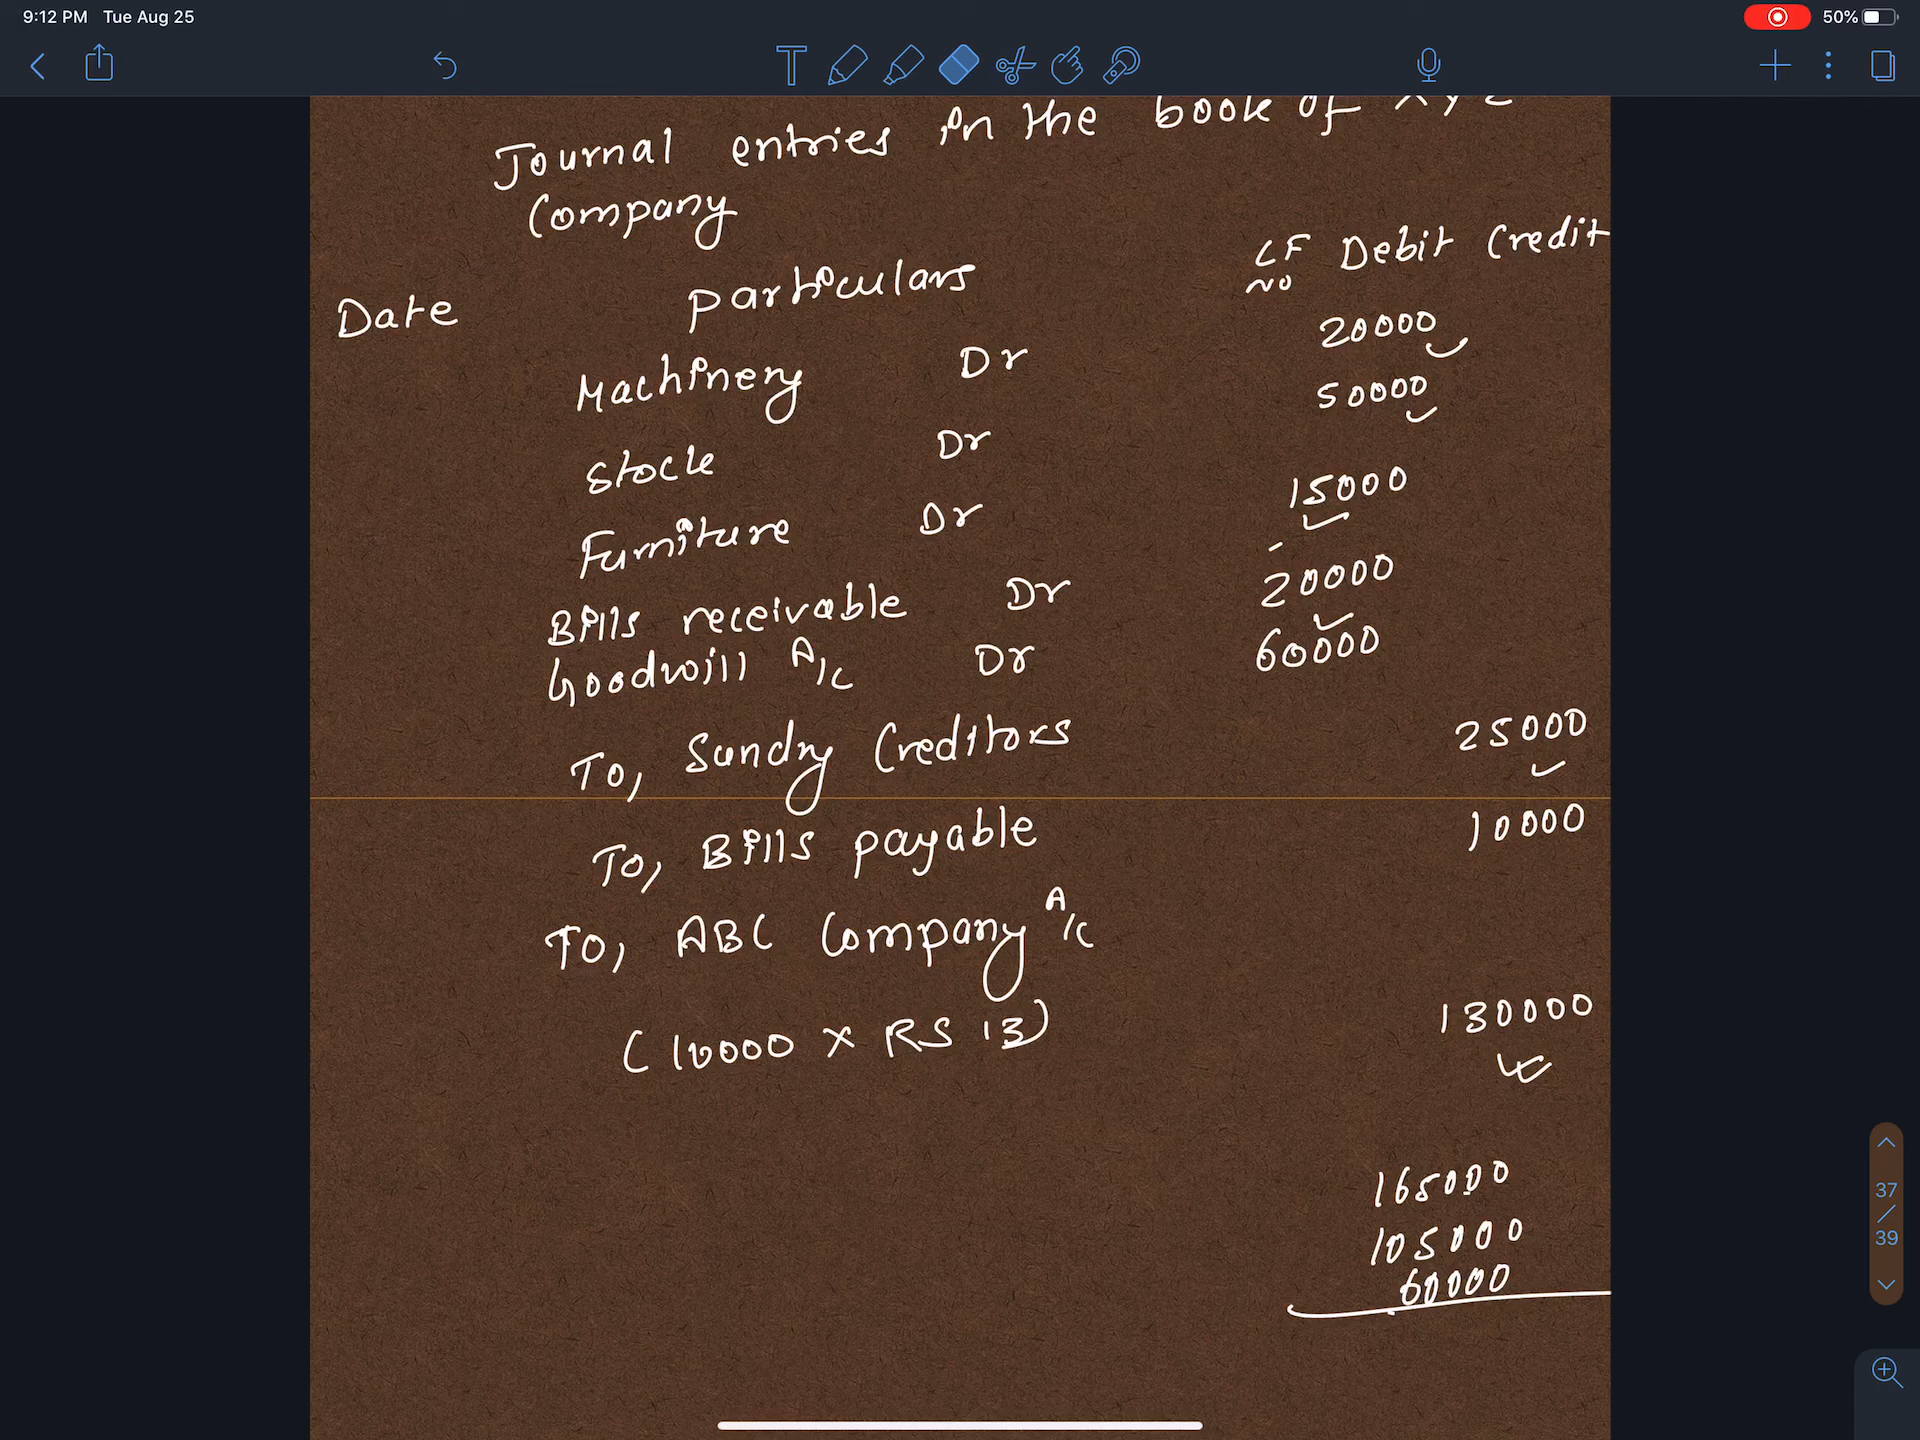 9:12 PM Tue Aug 25
50%
Journal entries in the book of XYZ
Company
Date Particulars LF Debit Credit
NO
Machinery Dr 20000
Stock Dr 50000
Furniture Dr 15000
Bills receivable Dr 20000
Goodwill A/c Dr 60000
To, Sundry Creditors 25000
To, Bills payable 10000
To, ABC Company A/c
(10000 x RS 13) 130000
165000
105000
60000
37
/
39